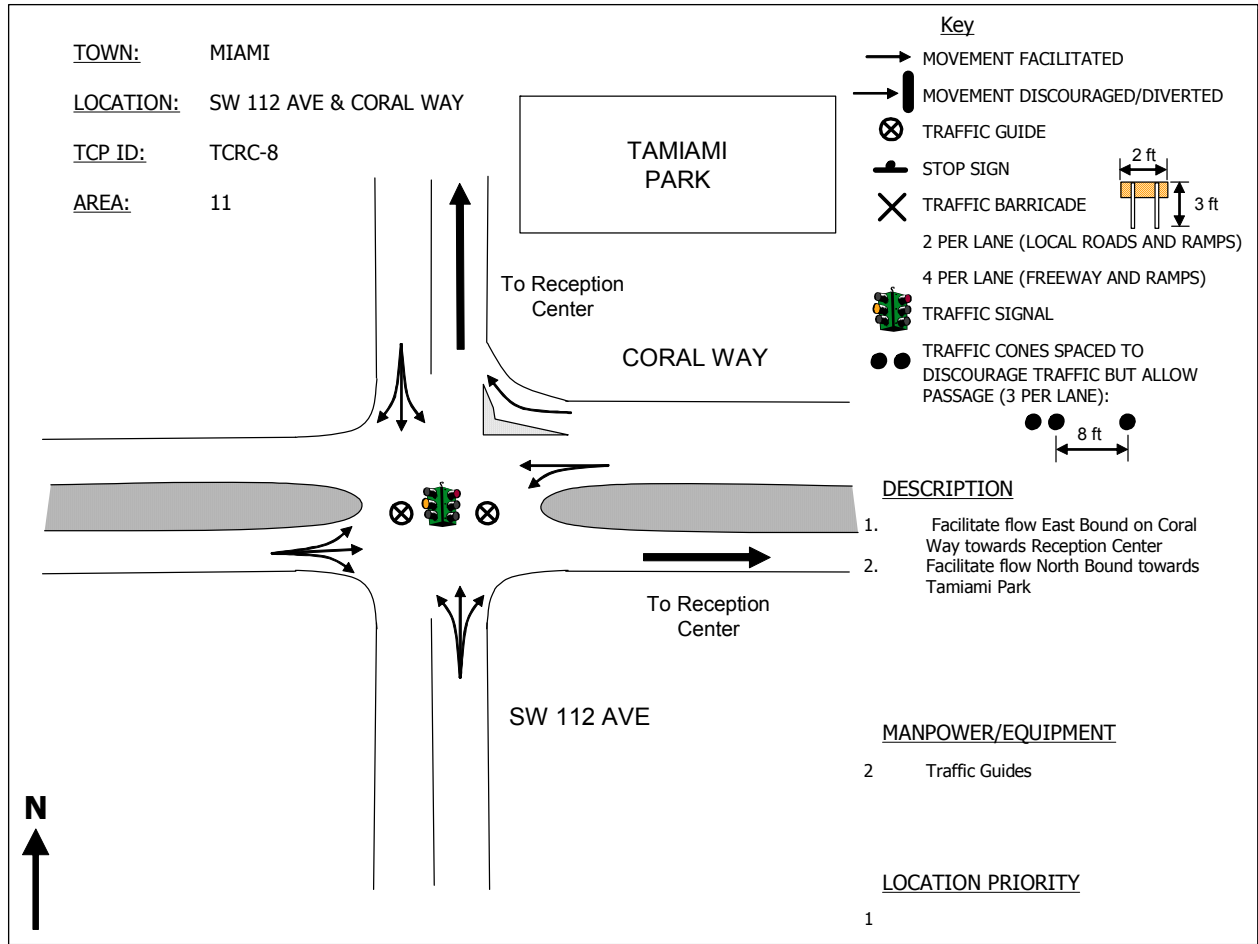 TOWN: MIAMI
LOCATION: SW 112 AVE & CORAL WAY
TCP ID: TCRC-8
AREA: 11
TAMIAMI
PARK
To Reception
Center
CORAL WAY
To Reception
Center
SW 112 AVE
N
Key
MOVEMENT FACILITATED
MOVEMENT DISCOURAGED/DIVERTED
TRAFFIC GUIDE
STOP SIGN
TRAFFIC BARRICADE
2 ft
3 ft
2 PER LANE (LOCAL ROADS AND RAMPS)
4 PER LANE (FREEWAY AND RAMPS)
TRAFFIC SIGNAL
TRAFFIC CONES SPACED TO
DISCOURAGE TRAFFIC BUT ALLOW
PASSAGE (3 PER LANE):
8 ft
DESCRIPTION
1. Facilitate flow East Bound on Coral
Way towards Reception Center
2. Facilitate flow North Bound towards
Tamiami Park
MANPOWER/EQUIPMENT
2 Traffic Guides
LOCATION PRIORITY
1